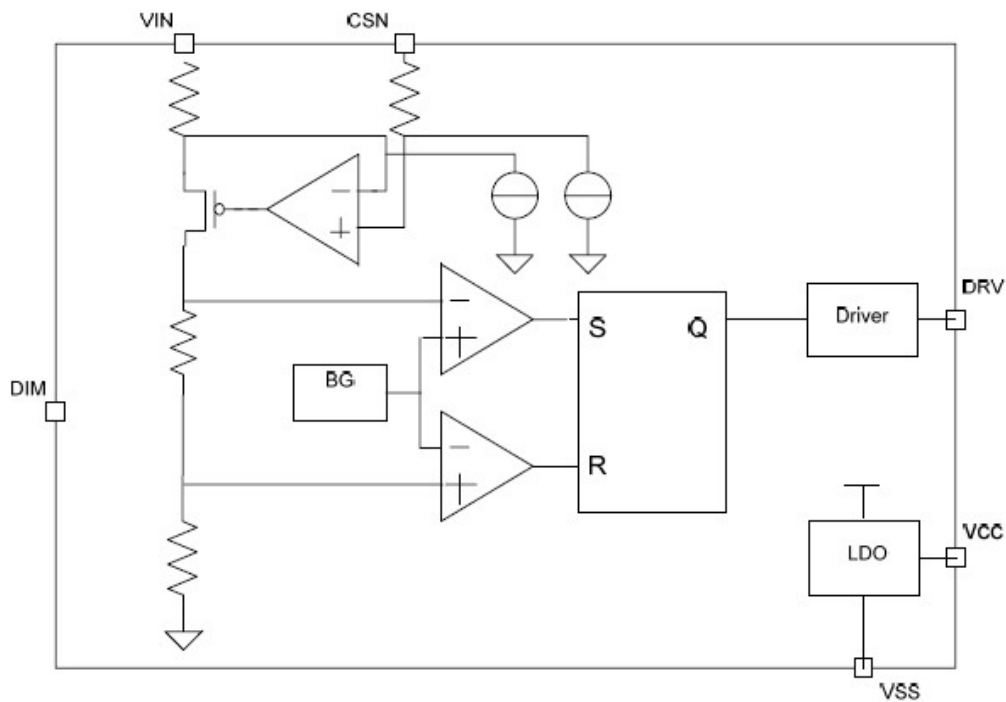 VIN
CSN
−
+
−
+
S
Q
Driver
DRV
BG
DIM
−
+
R
LDO
VCC
VSS